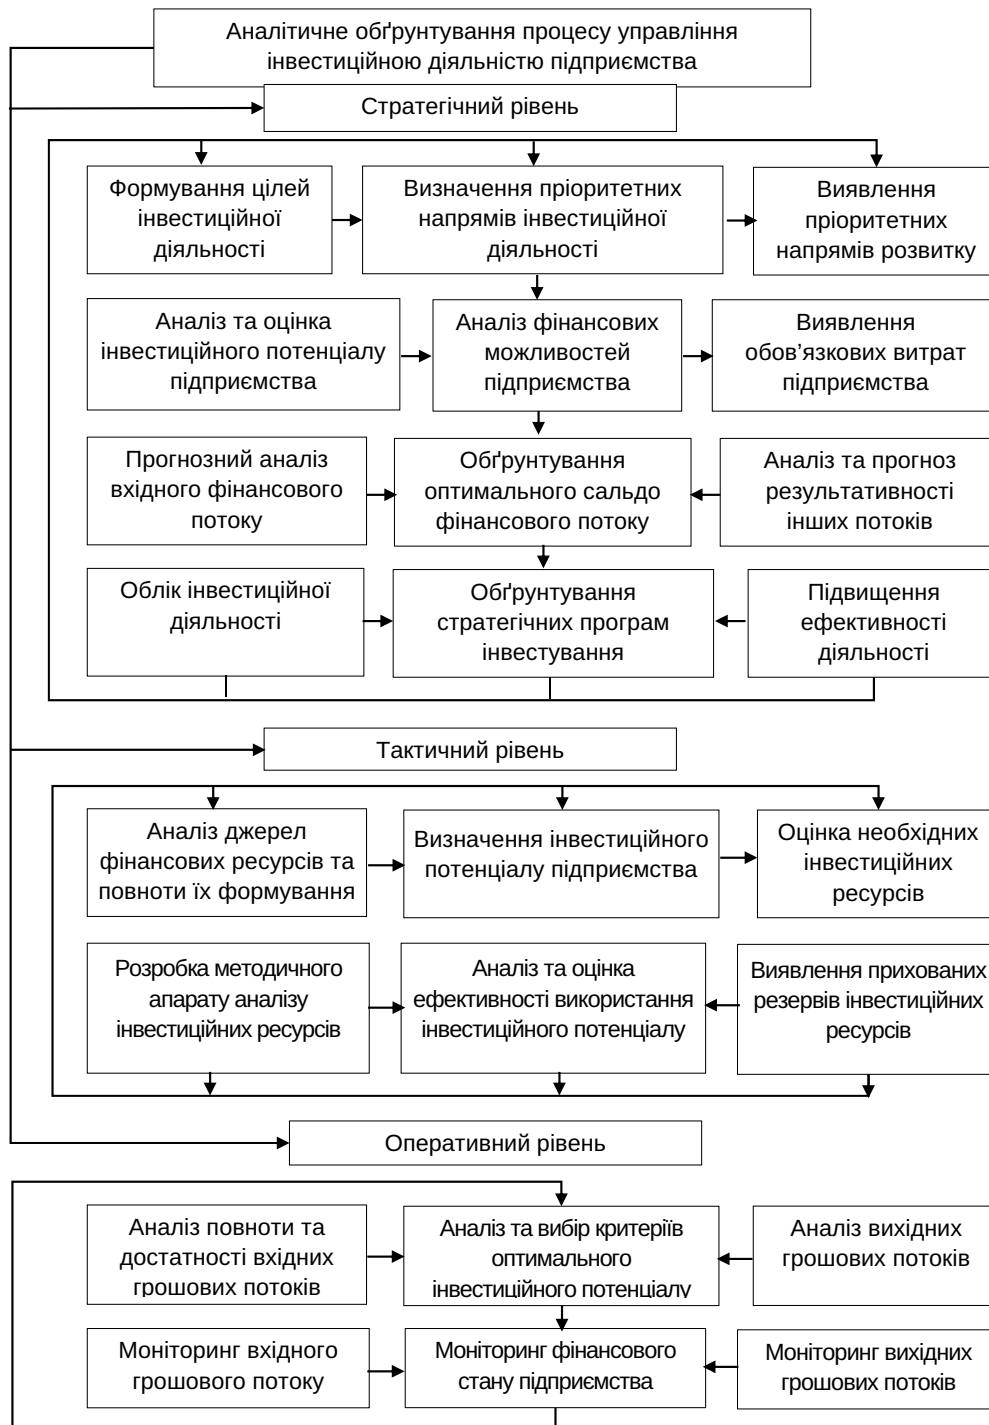 Аналітичне обґрунтування процесу управління
інвестиційною діяльністю підприємства
Стратегічний рівень
Формування цілей
інвестиційної
діяльності
Визначення пріоритетних
напрямів інвестиційної
діяльності
Виявлення
пріоритетних
напрямів розвитку
Аналіз та оцінка
інвестиційного потенціалу
підприємства
Аналіз фінансових
можливостей
підприємства
Виявлення
обов’язкових витрат
підприємства
Прогнозний аналіз
вхідного фінансового
потоку
Обґрунтування
оптимального сальдо
фінансового потоку
Аналіз та прогноз
результативності
інших потоків
Облік інвестиційної
діяльності
Обґрунтування
стратегічних програм
інвестування
Підвищення
ефективності
діяльності
Тактичний рівень
Аналіз джерел
фінансових ресурсів та
повноти їх формування
Визначення інвестиційного
потенціалу підприємства
Оцінка необхідних
інвестиційних
ресурсів
Розробка методичного
апарату аналізу
інвестиційних ресурсів
Аналіз та оцінка
ефективності використання
інвестиційного потенціалу
Виявлення прихованих
резервів інвестиційних
ресурсів
Оперативний рівень
Аналіз повноти та
достатності вхідних
грошових потоків
Аналіз та вибір критеріїв
оптимального
інвестиційного потенціалу
Аналіз вихідних
грошових потоків
Моніторинг вхідного
грошового потоку
Моніторинг фінансового
стану підприємства
Моніторинг вихідних
грошових потоків